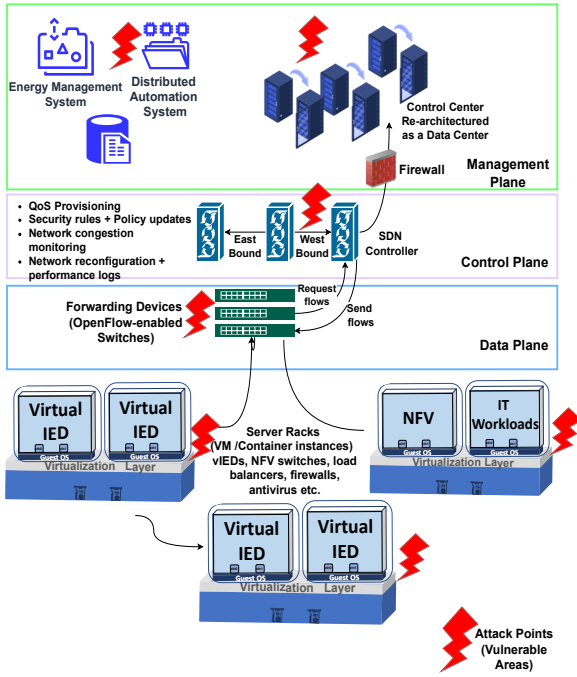 Energy Management
System
Distributed
Automation
System
Control Center
Re-architectured
as a Data Center
Firewall
Management
Plane
• QoS Provisioning
• Security rules + Policy updates
• Network congestion
monitoring
• Network reconfiguration +
performance logs
East
Bound
West
Bound
SDN
Controller
Control Plane
Forwarding Devices
(OpenFlow-enabled
Switches)
Request
flows
Send
flows
Data Plane
Virtual
IED
Guest OS
Virtual
IED
Guest OS
Virtualization Layer
Server Racks
(VM /Container instances)
vIEDs, NFV switches, load
balancers, firewalls,
antivirus etc.
NFV
Guest OS
IT
Workloads
Guest OS
Virtualization Layer
Virtual
IED
Guest OS
Virtual
IED
Guest OS
Virtualization Layer
Attack Points
(Vulnerable
Areas)